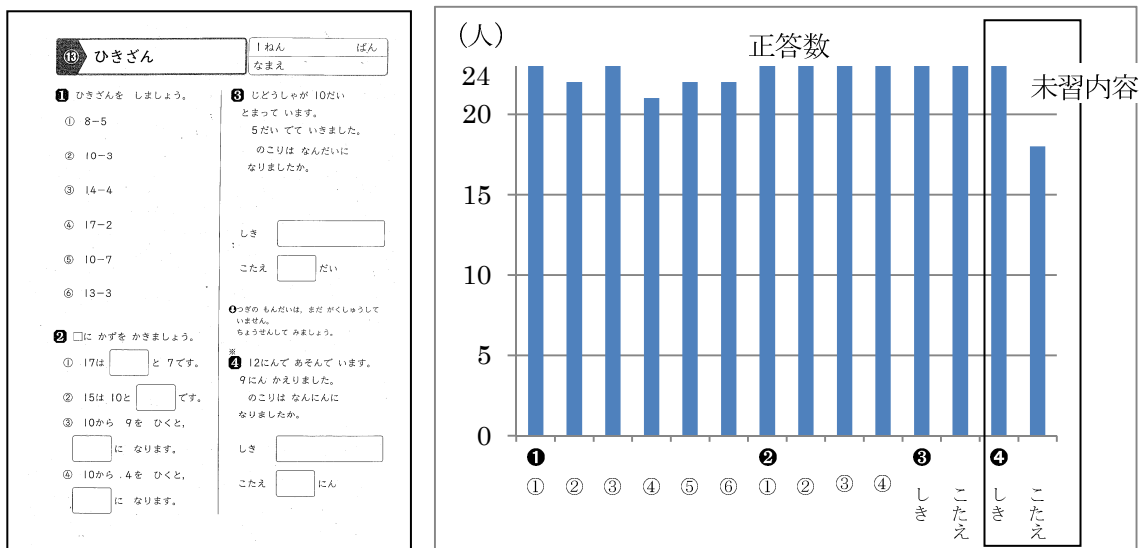 ⑬ ひきざん
1ねん ばん
なまえ
❶ ひきざんを しましょう。
① 8−5
② 10−3
③ 14−4
④ 17−2
⑤ 10−7
⑥ 13−3
❷ □に かずを かきましょう。
① 17は と 7です。
② 15は 10と です。
③ 10から 9を ひくと,
に なります。
④ 10から 4を ひくと,
に なります。
❸ じどうしゃが 10だい
とまって います。
5だい でて いきました。
のこりは なんだいに
なりましたか。
しき
こたえ だい
❹つぎの もんだいは, まだ がくしゅうして
いません。
ちょうせんして みましょう。
※
❹ 12にんで あそんで います。
9にん かえりました。
のこりは なんにんに
なりましたか。
しき
こたえ にん
(人)
正答数
未習内容
24
20
15
10
5
0
❶ ❷ ❸ ❹
① ② ③ ④ ⑤ ⑥ ① ② ③ ④ しき こたえ しき こたえ